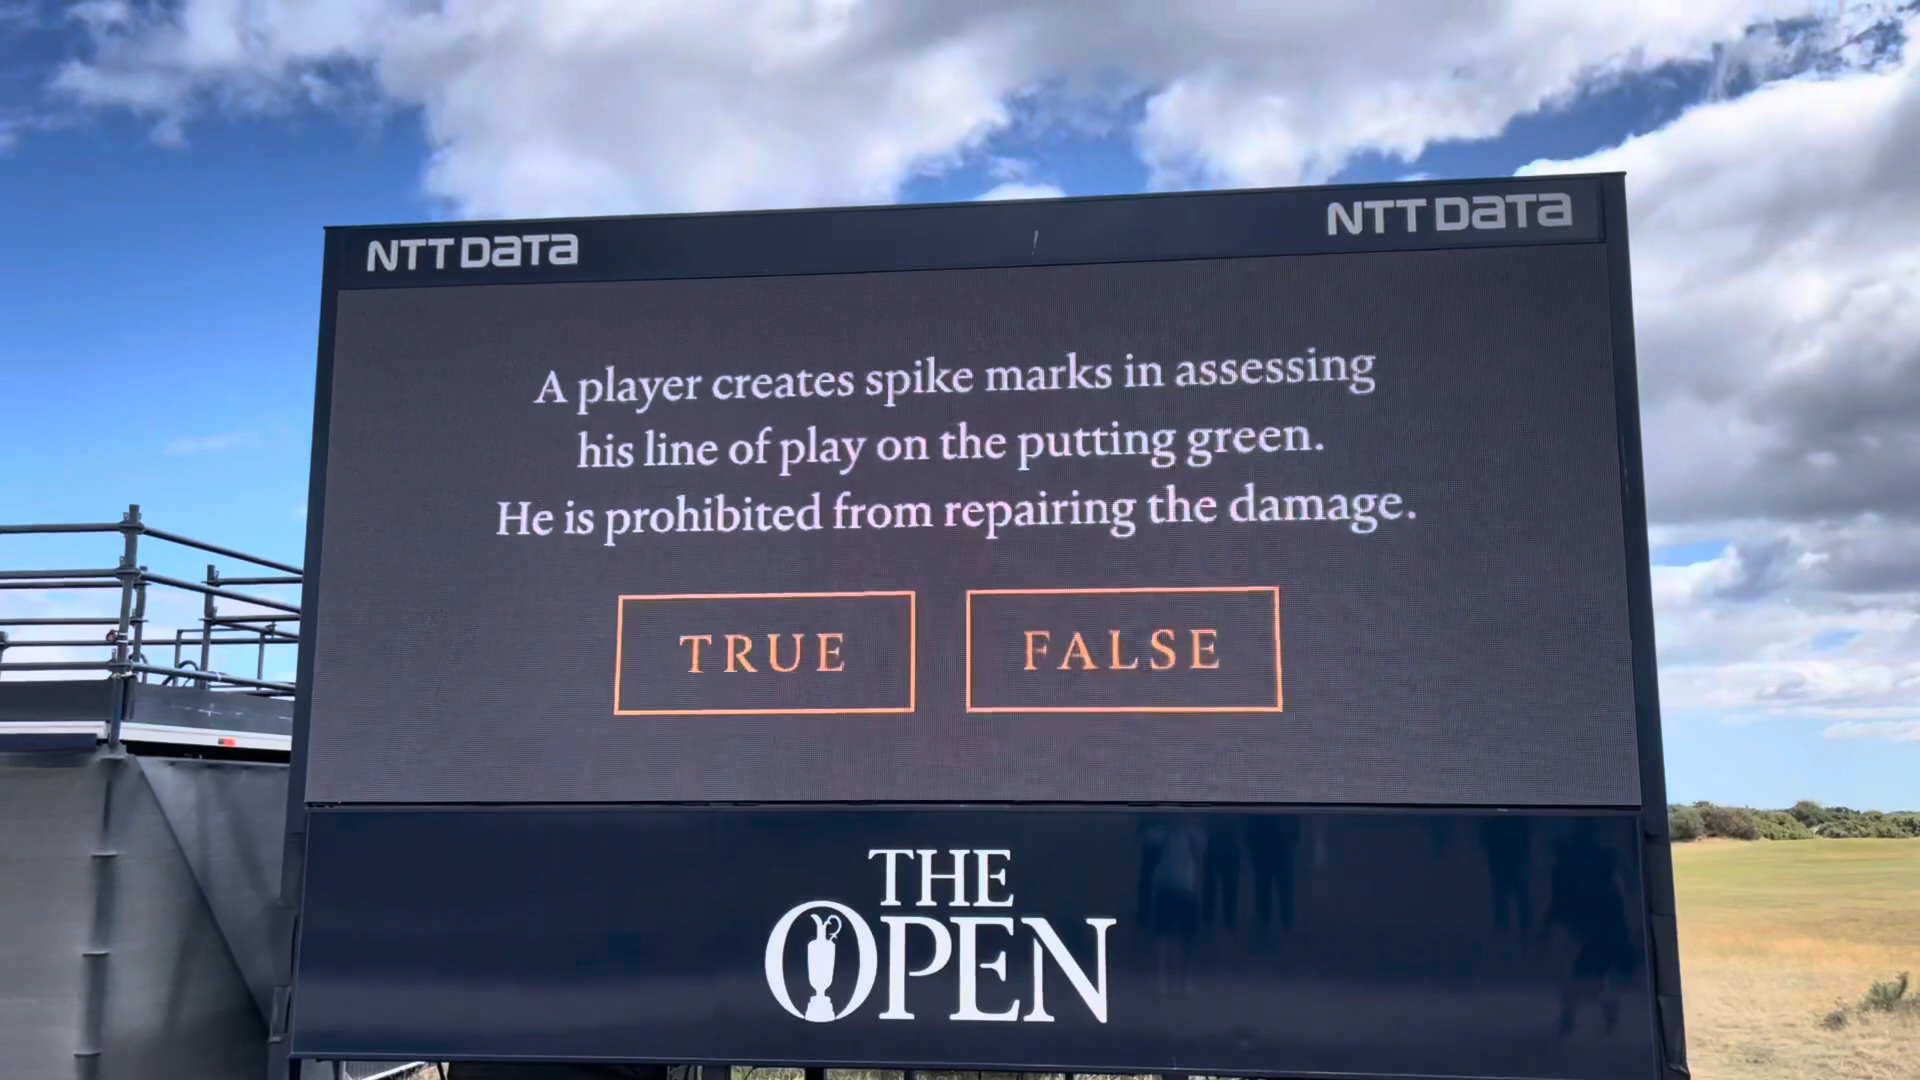 NTT DATA
NTT DATA
A player creates spike marks in assessing
his line of play on the putting green.
He is prohibited from repairing the damage.
TRUE
FALSE
THE
OPEN